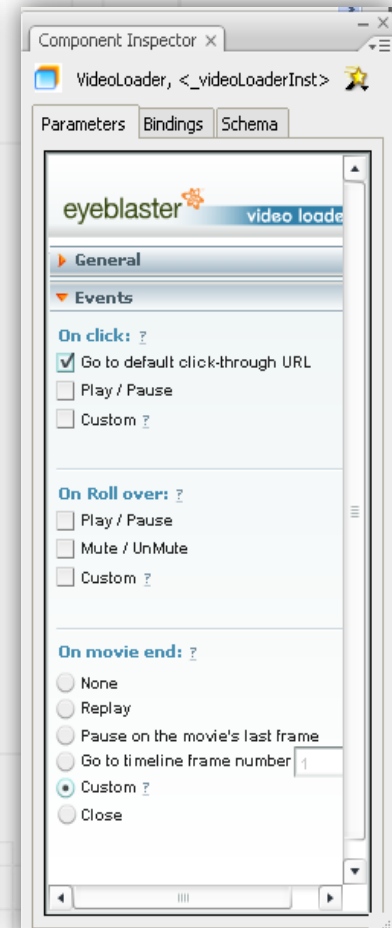 Component Inspector ×
VideoLoader, <_videoLoaderInst>
Parameters Bindings Schema
eyeblaster video loade
General
Events
On click: ?
Go to default click-through URL
Play / Pause
Custom ?
On Roll over: ?
Play / Pause
Mute / UnMute
Custom ?
On movie end: ?
None
Replay
Pause on the movie's last frame
Go to timeline frame number 1
Custom ?
Close